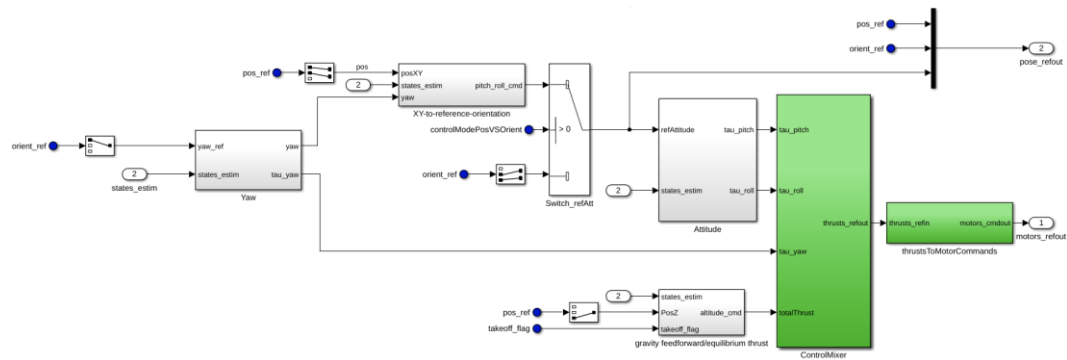 pos_ref
orient_ref
2
pose_refout
pos_ref
pos
posXY
states_estim
yaw
pitch_roll_cmd
2
XY-to-reference-orientation
controlModePosVSOrient
> 0
orient_ref
Switch_refAtt
orient_ref
yaw_ref
states_estim
yaw
tau_yaw
2
states_estim
Yaw
refAttitude
states_estim
tau_pitch
tau_roll
2
Attitude
tau_pitch
tau_roll
tau_yaw
totalThrust
thrusts_refout
ControlMixer
thrusts_refin
motors_cmdout
thrustsToMotorCommands
1
motors_refout
2
pos_ref
takeoff_flag
states_estim
PosZ
takeoff_flag
altitude_cmd
gravity feedforward/equilibrium thrust